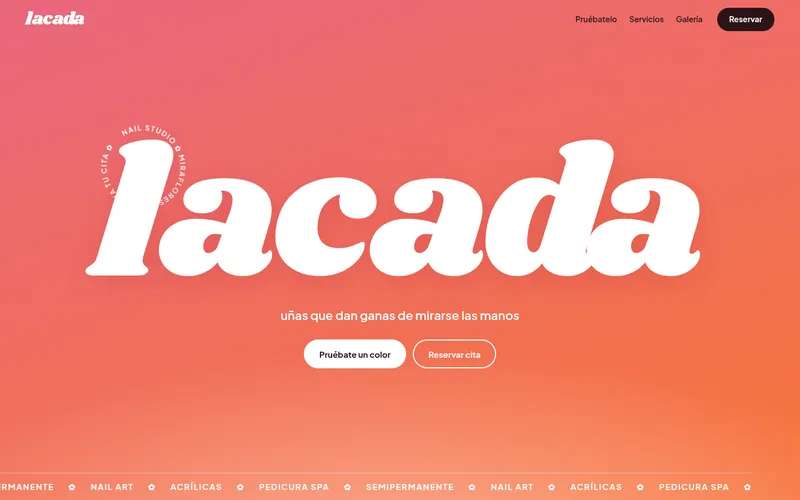 lacada
Pruébatelo
Servicios
Galería
Reservar
NAIL STUDIO ✿ MIRAFLORES
A TU CITA ✿
lacada
uñas que dan ganas de mirarse las manos
Pruébate un color
Reservar cita
✿ NAIL ART ✿ ACRÍLICAS ✿ PEDICURA SPA ✿ SEMIPERMANENTE ✿ NAIL ART ✿ ACRÍLICAS ✿ PEDICURA SPA ✿